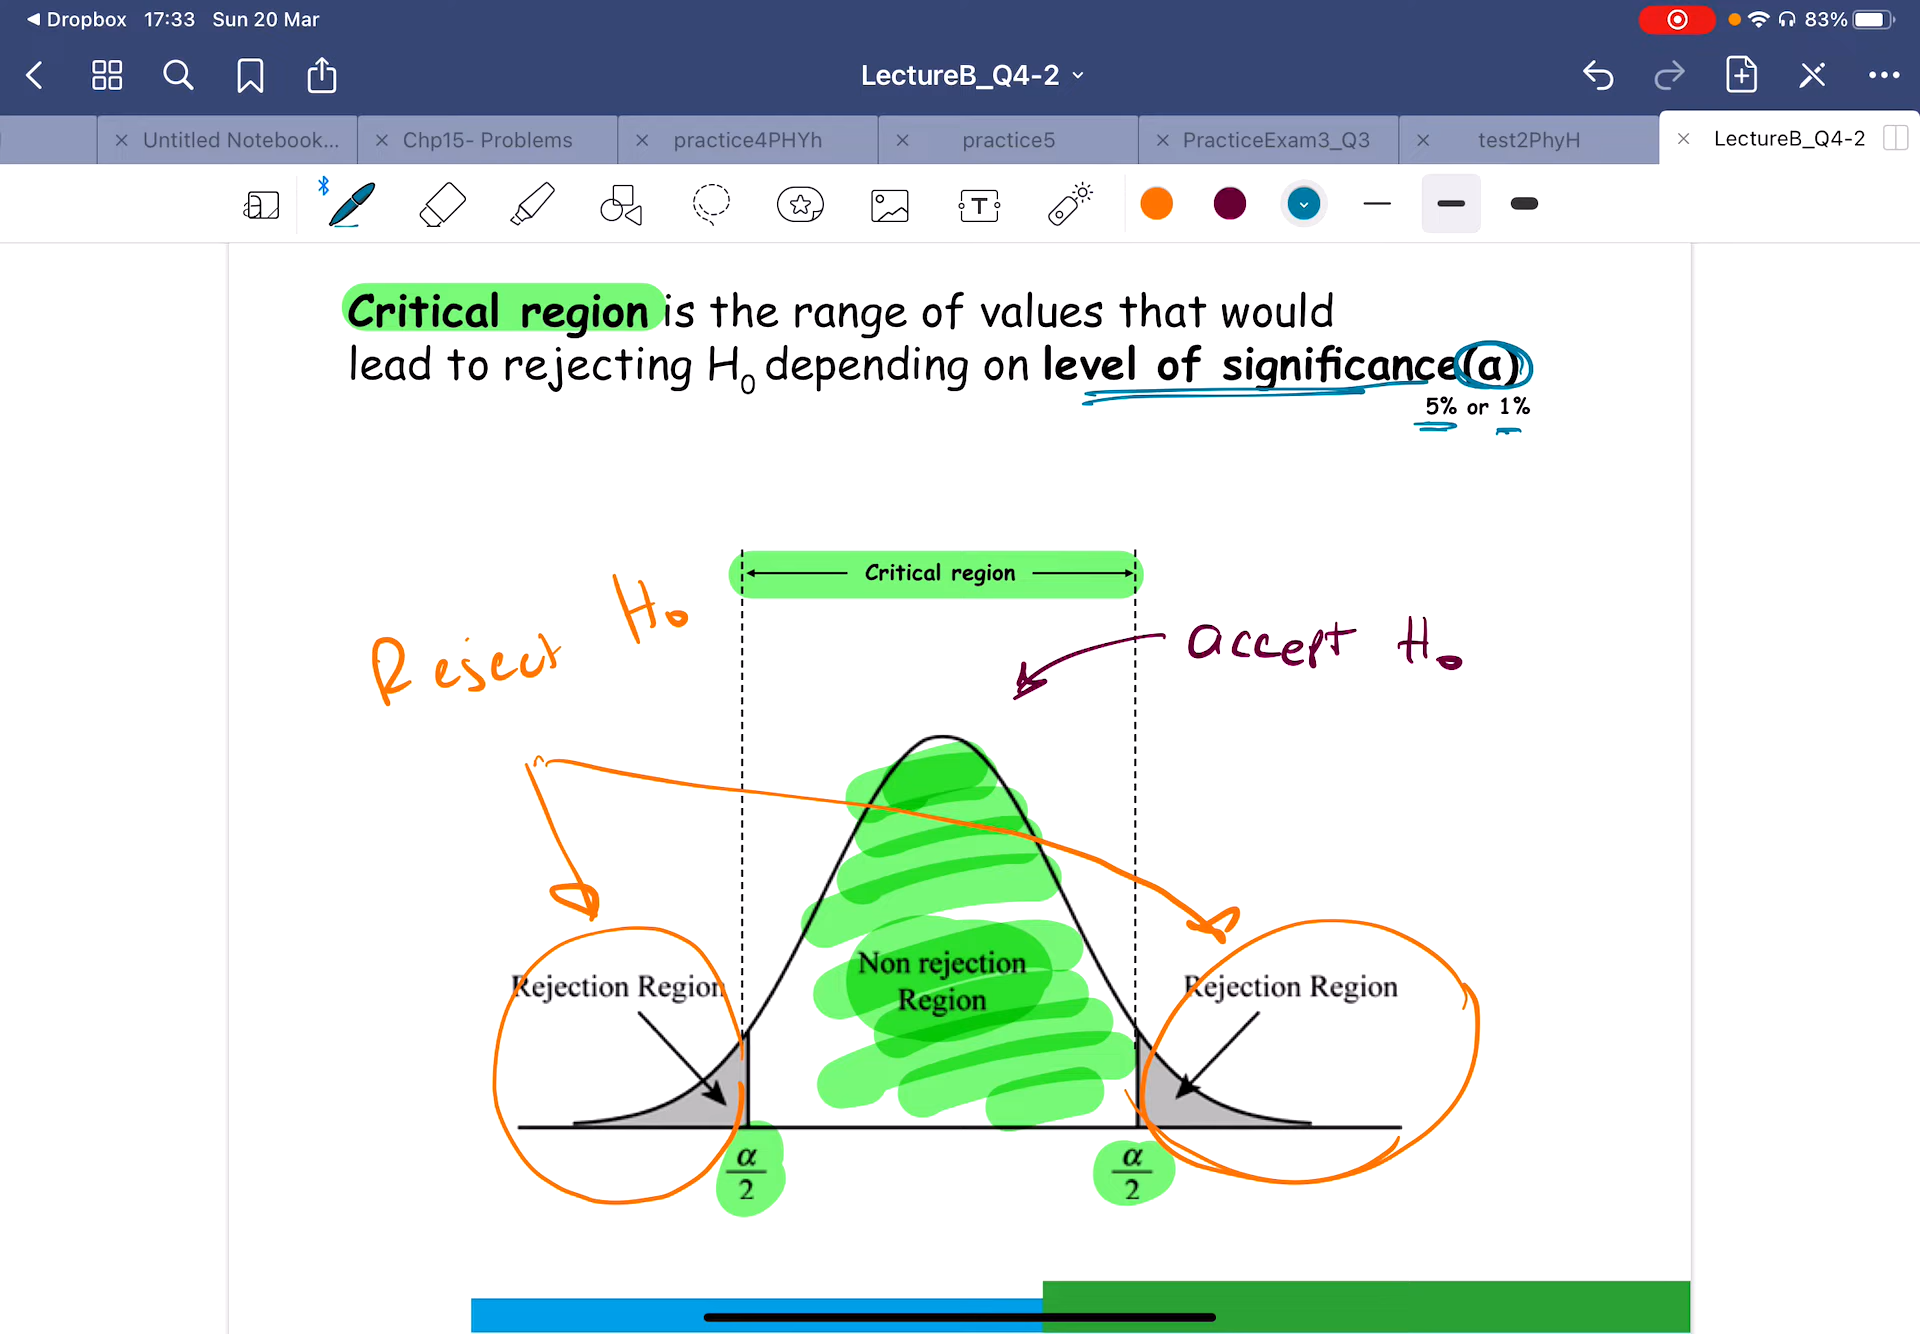 Dropbox 17:33 Sun 20 Mar 83%
LectureB_Q4-2
Untitled Notebook... Chp15- Problems practice4PHYh practice5 PracticeExam3_Q3 test2PhyH LectureB_Q4-2
Critical region is the range of values that would
lead to rejecting H₀ depending on level of significance(α)
5% or 1%
Critical region
Reject H₀
accept H₀
Non rejection
Region
Rejection Region
Rejection Region
α/2
α/2